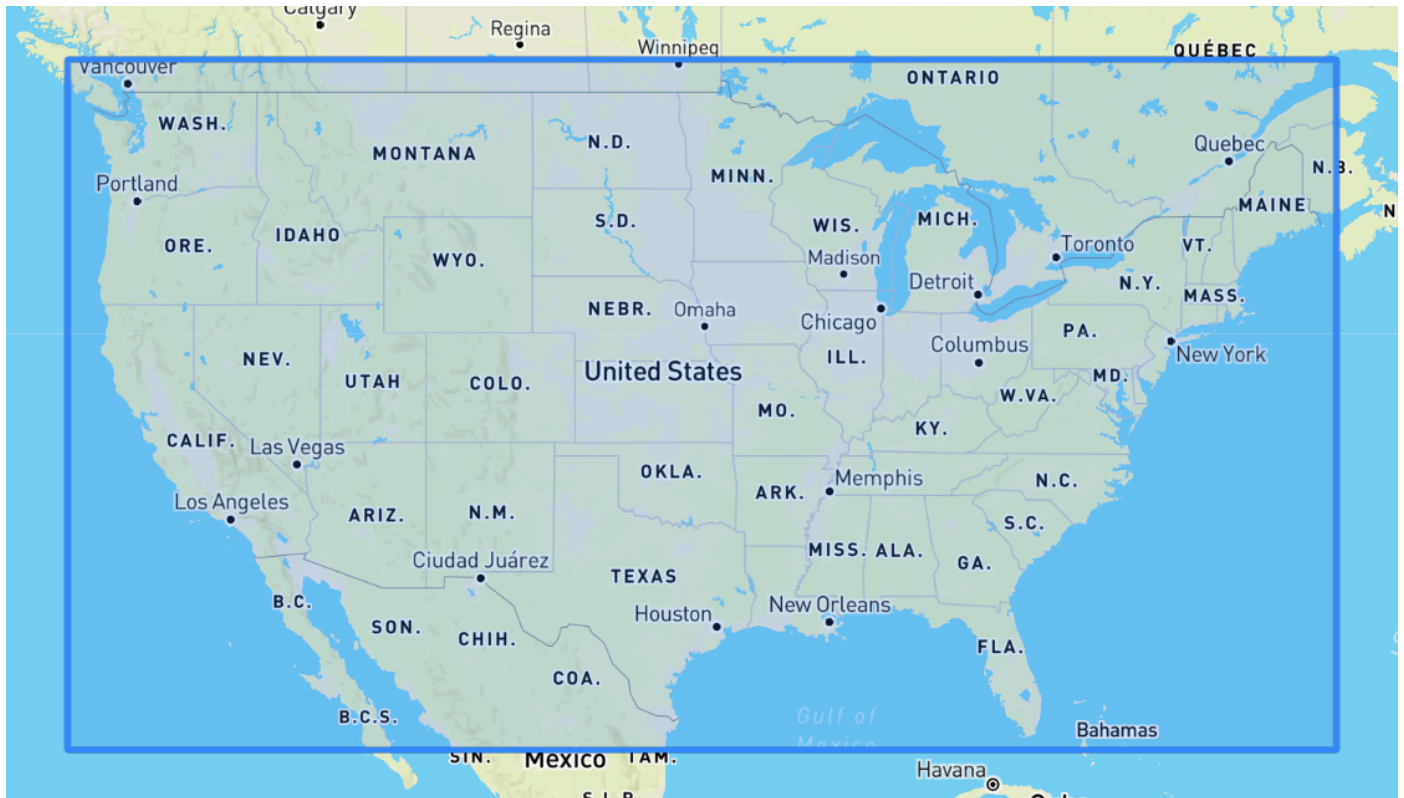 Calgary
Regina
Winnipeg
QUÉBEC
Vancouver
ONTARIO
WASH.
MONTANA
N.D.
MINN.
Quebec
N.B.
Portland
S.D.
WIS.
MICH.
MAINE
N
ORE.
IDAHO
WYO.
Madison
Toronto
VT.
Detroit
N.Y.
MASS.
NEBR.
Omaha
Chicago
PA.
NEV.
UTAH
COLO.
United States
ILL.
Columbus
New York
MD.
W.VA.
MO.
KY.
CALIF.
Las Vegas
OKLA.
ARK.
Memphis
N.C.
Los Angeles
ARIZ.
N.M.
S.C.
MISS.
ALA.
GA.
Ciudad Juárez
TEXAS
B.C.
Houston
New Orleans
SON.
CHIH.
FLA.
COA.
B.C.S.
Gulf of
Mexico
Bahamas
SIN.
Mexico
TAM.
Havana